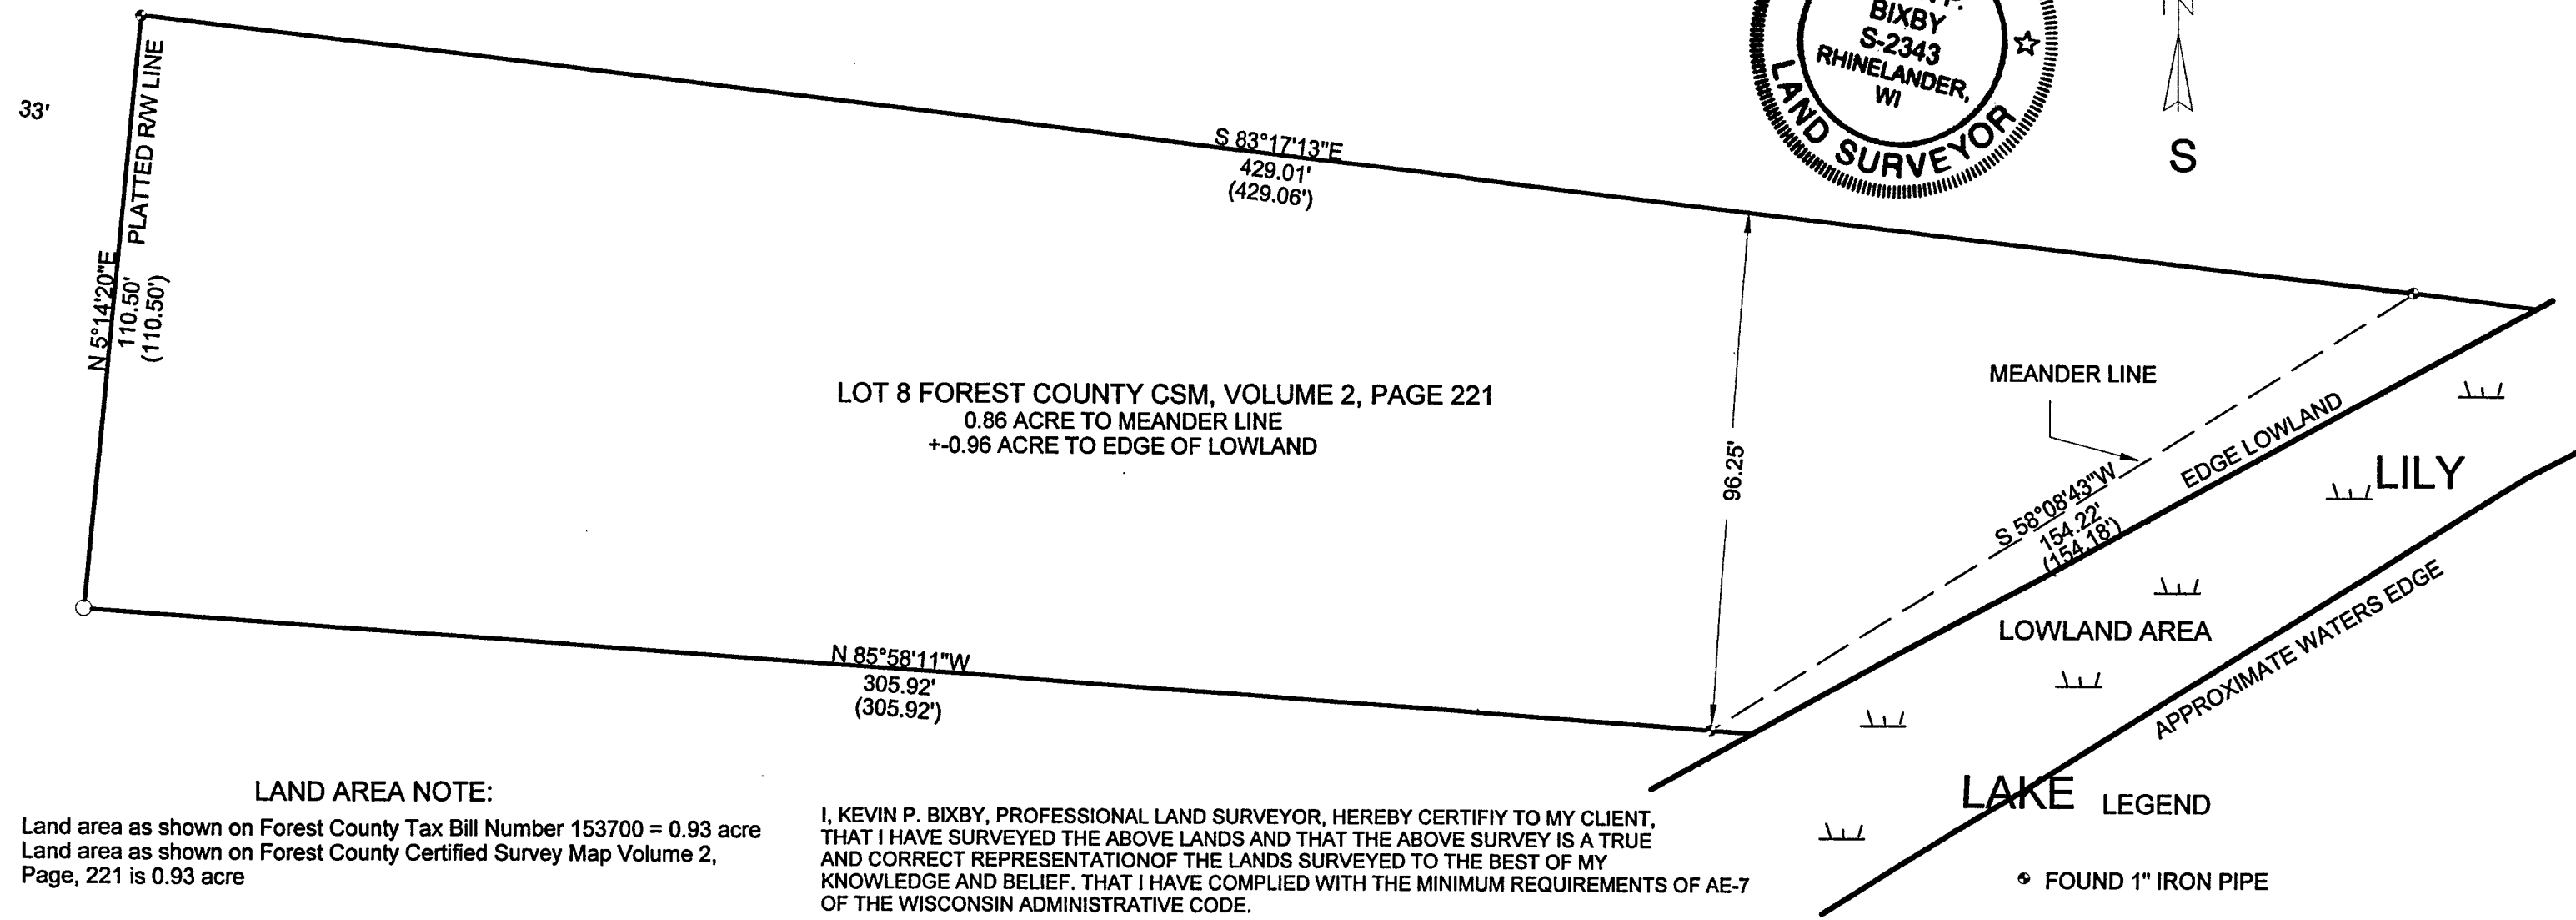 BIXBY
S-2343
RHINELANDER,
WI
LAND SURVEYOR
S
33'
PLATTED R/W LINE
N 5°14'20"E
110.50'
(110.50')
S 83°17'13"E
429.01'
(429.06')
LOT 8 FOREST COUNTY CSM, VOLUME 2, PAGE 221
0.86 ACRE TO MEANDER LINE
+-0.96 ACRE TO EDGE OF LOWLAND
96.25'
MEANDER LINE
S 58°08'43"W
154.22'
(154.18')
EDGE LOWLAND
LILY
LOWLAND AREA
APPROXIMATE WATERS EDGE
N 85°58'11"W
305.92'
(305.92')
LAKE
LEGEND
FOUND 1" IRON PIPE
LAND AREA NOTE:
Land area as shown on Forest County Tax Bill Number 153700 = 0.93 acre
Land area as shown on Forest County Certified Survey Map Volume 2,
Page, 221 is 0.93 acre
I, KEVIN P. BIXBY, PROFESSIONAL LAND SURVEYOR, HEREBY CERTIFIY TO MY CLIENT,
THAT I HAVE SURVEYED THE ABOVE LANDS AND THAT THE ABOVE SURVEY IS A TRUE
AND CORRECT REPRESENTATIONOF THE LANDS SURVEYED TO THE BEST OF MY
KNOWLEDGE AND BELIEF. THAT I HAVE COMPLIED WITH THE MINIMUM REQUIREMENTS OF AE-7
OF THE WISCONSIN ADMINISTRATIVE CODE.